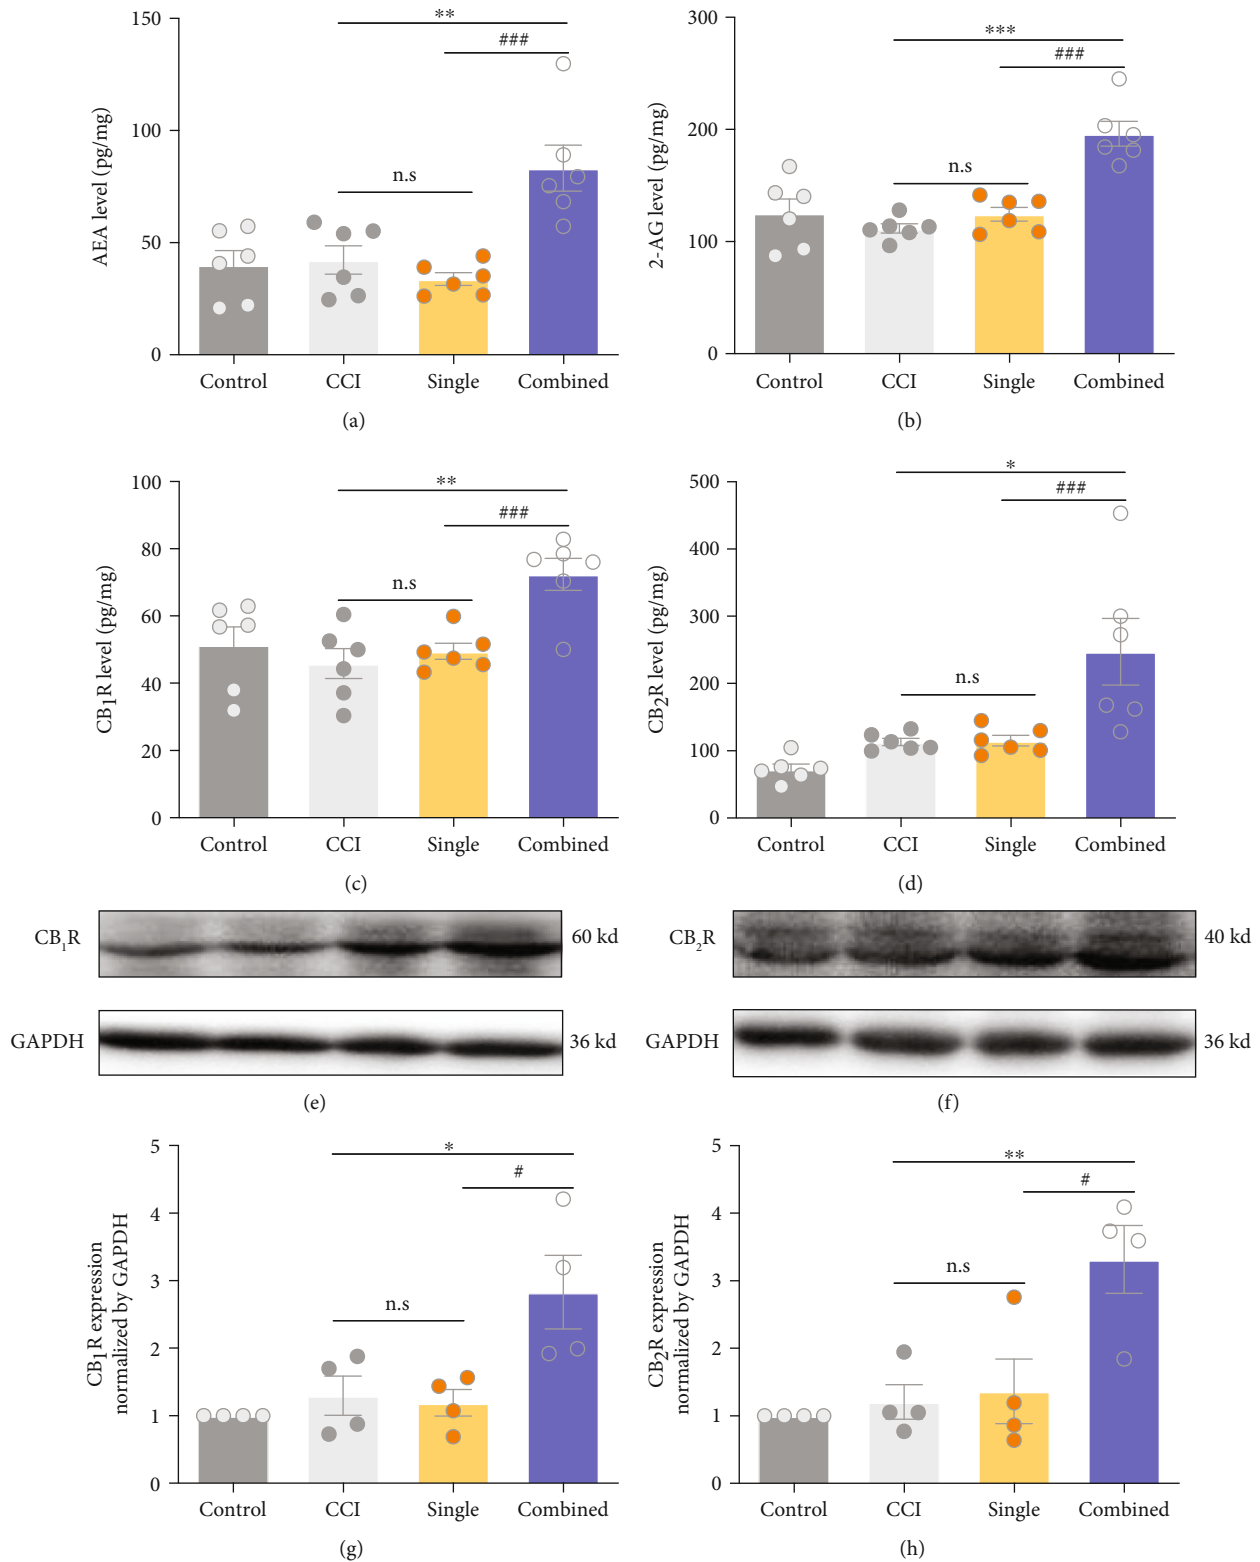 150
100
50
0
AEA level (pg/mg)
**
###
n.s
Control CCI Single Combined
(a)
300
200
100
0
2-AG level (pg/mg)
***
###
n.s
Control CCI Single Combined
(b)
100
80
60
40
20
0
CB1R level (pg/mg)
**
###
n.s
Control CCI Single Combined
(c)
500
400
300
200
100
0
CB2R level (pg/mg)
*
###
n.s
Control CCI Single Combined
(d)
CB1R 60 kd
GAPDH 36 kd
(e)
CB2R 40 kd
GAPDH 36 kd
(f)
5
4
3
2
1
0
CB1R expression
normalized by GAPDH
*
#
n.s
Control CCI Single Combined
(g)
5
4
3
2
1
0
CB2R expression
normalized by GAPDH
**
#
n.s
Control CCI Single Combined
(h)